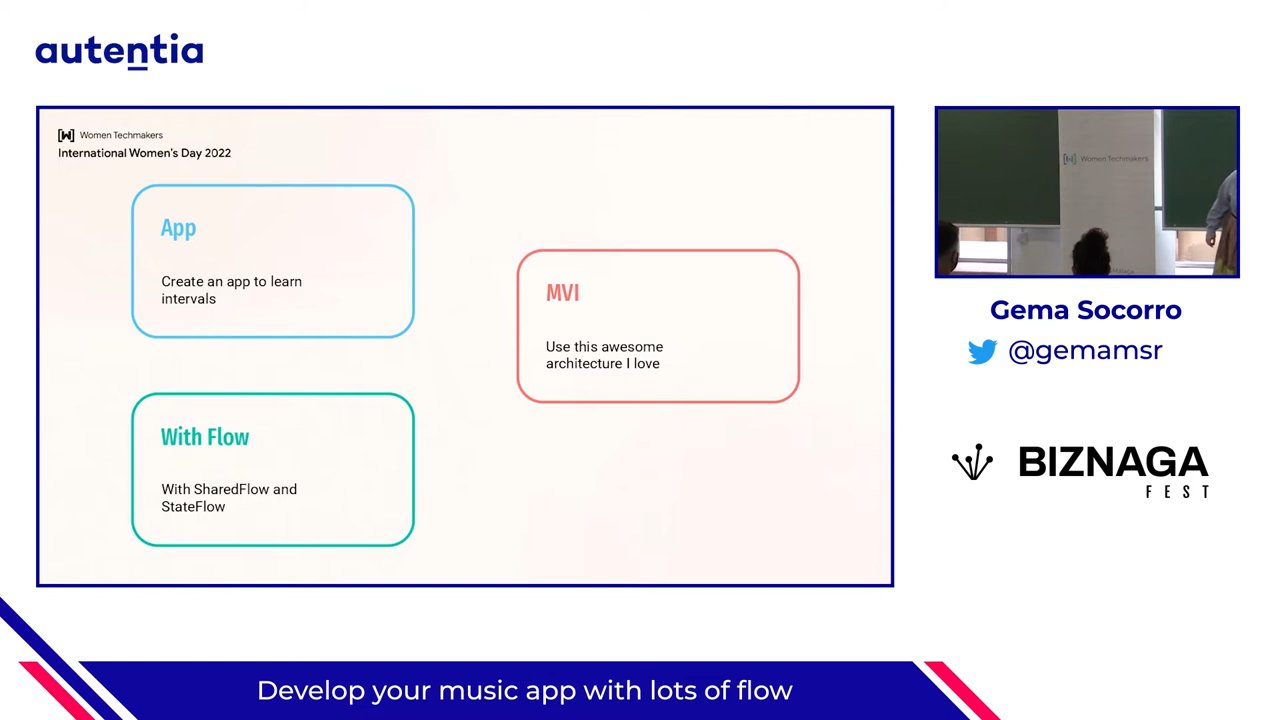 autentia
[W] Women Techmakers
International Women's Day 2022
App
Create an app to learn
intervals
MVI
Use this awesome
architecture I love
With Flow
With SharedFlow and
StateFlow
Women Techmakers
Gema Socorro
@gemamsr
BIZNAGA
FEST
Develop your music app with lots of flow